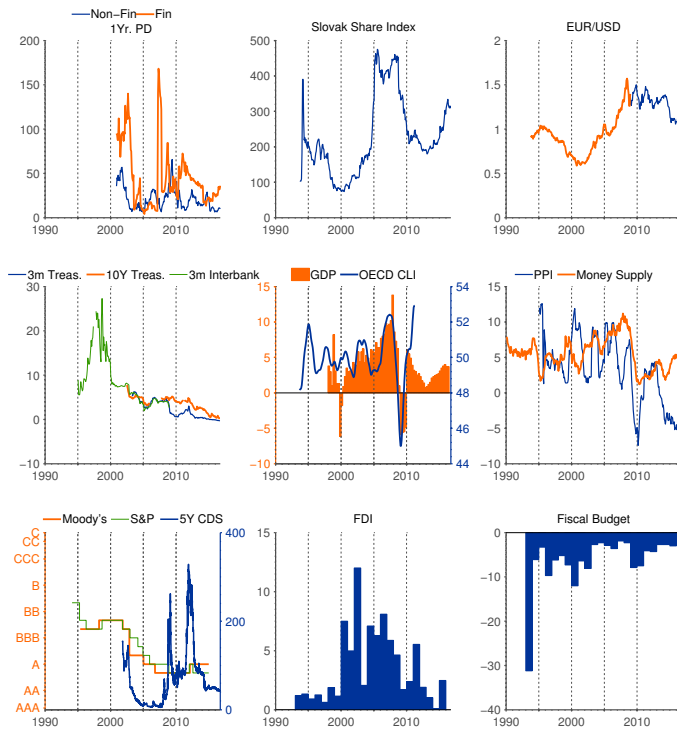 Non-Fin Fin
1Yr. PD
200
150
100
50
0
1990 2000 2010
Slovak Share Index
500
400
300
200
100
0
1990 2000 2010
EUR/USD
2
1.5
1
0.5
0
1990 2000 2010
3m Treas. 10Y Treas. 3m Interbank
30
20
10
0
−10
1990 2000 2010
GDP OECD CLI
15 54
10 52
5 50
0 48
−5 46
−10 44
1990 2000 2010
PPI Money Supply
15
10
5
0
−5
−10
1990 2000 2010
Moody's S&P 5Y CDS
C 400
CC
CCC
B
BB 200
BBB
A
AA
AAA 0
1990 2000 2010
FDI
15
10
5
0
1990 2000 2010
Fiscal Budget
0
−10
−20
−30
−40
1990 2000 2010